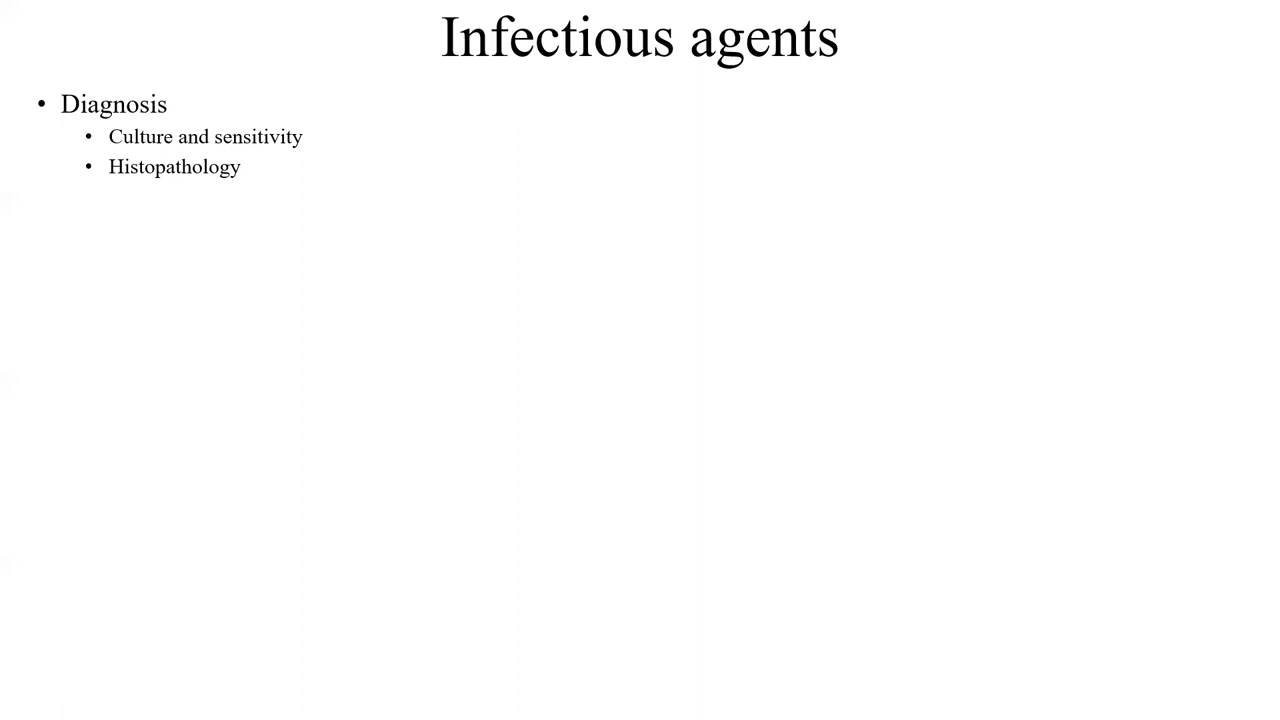 Infectious agents
• Diagnosis
• Culture and sensitivity
• Histopathology